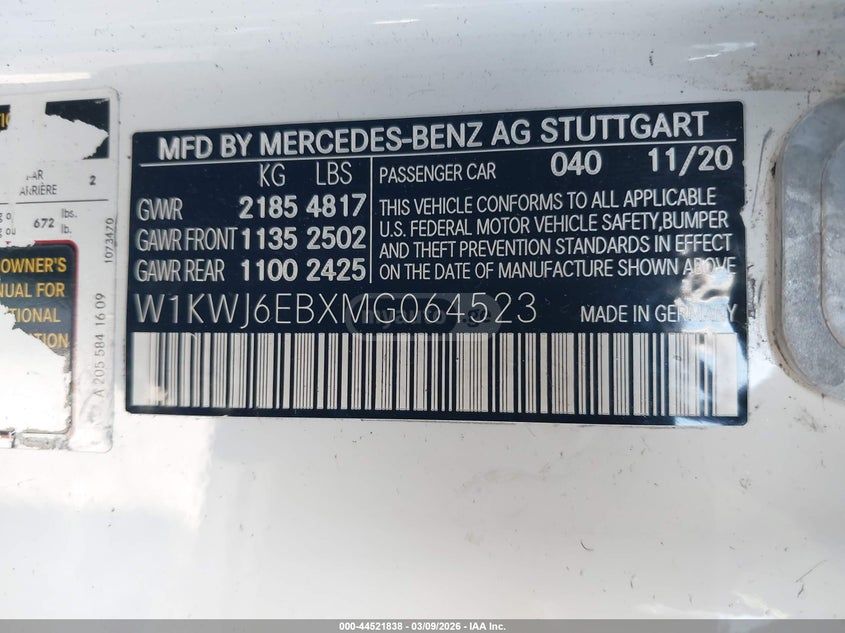 MFD BY MERCEDES-BENZ AG STUTTGART
KG LBS
PASSENGER CAR 040 11/20
GVWR 2185 4817
GAWR FRONT 1135 2502
GAWR REAR 1100 2425
THIS VEHICLE CONFORMS TO ALL APPLICABLE
U.S. FEDERAL MOTOR VEHICLE SAFETY, BUMPER
AND THEFT PREVENTION STANDARDS IN EFFECT
ON THE DATE OF MANUFACTURE SHOWN ABOVE
W1KWJ6EBXMG064523
MADE IN GERMANY
ARRIÈRE 2
672 lbs.
lb.
1073470
OWNER'S
FOR
A 205 584 16 09
000-44521838 | 03/09/2026 | IAA Inc.